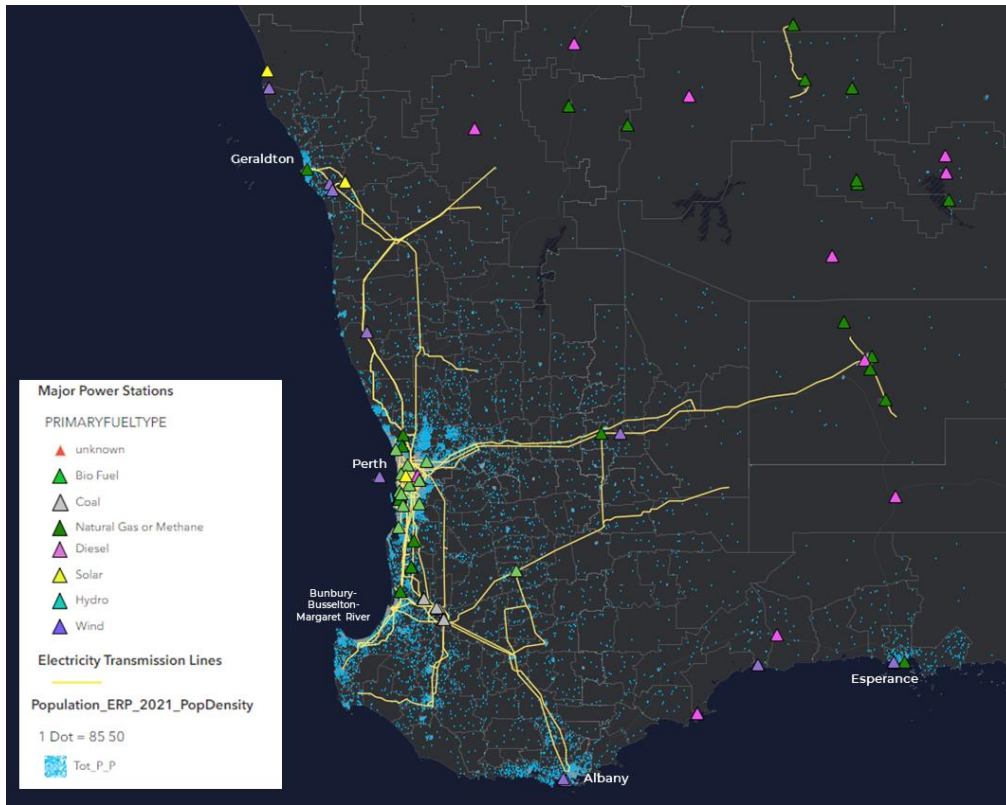 Geraldton
Perth
Bunbury-
Busselton-
Margaret River
Esperance
Albany
Major Power Stations
PRIMARYFUELTYPE
unknown
Bio Fuel
Coal
Natural Gas or Methane
Diesel
Solar
Hydro
Wind
Electricity Transmission Lines
Population_ERP_2021_PopDensity
1 Dot = 85 50
Tot_P_P